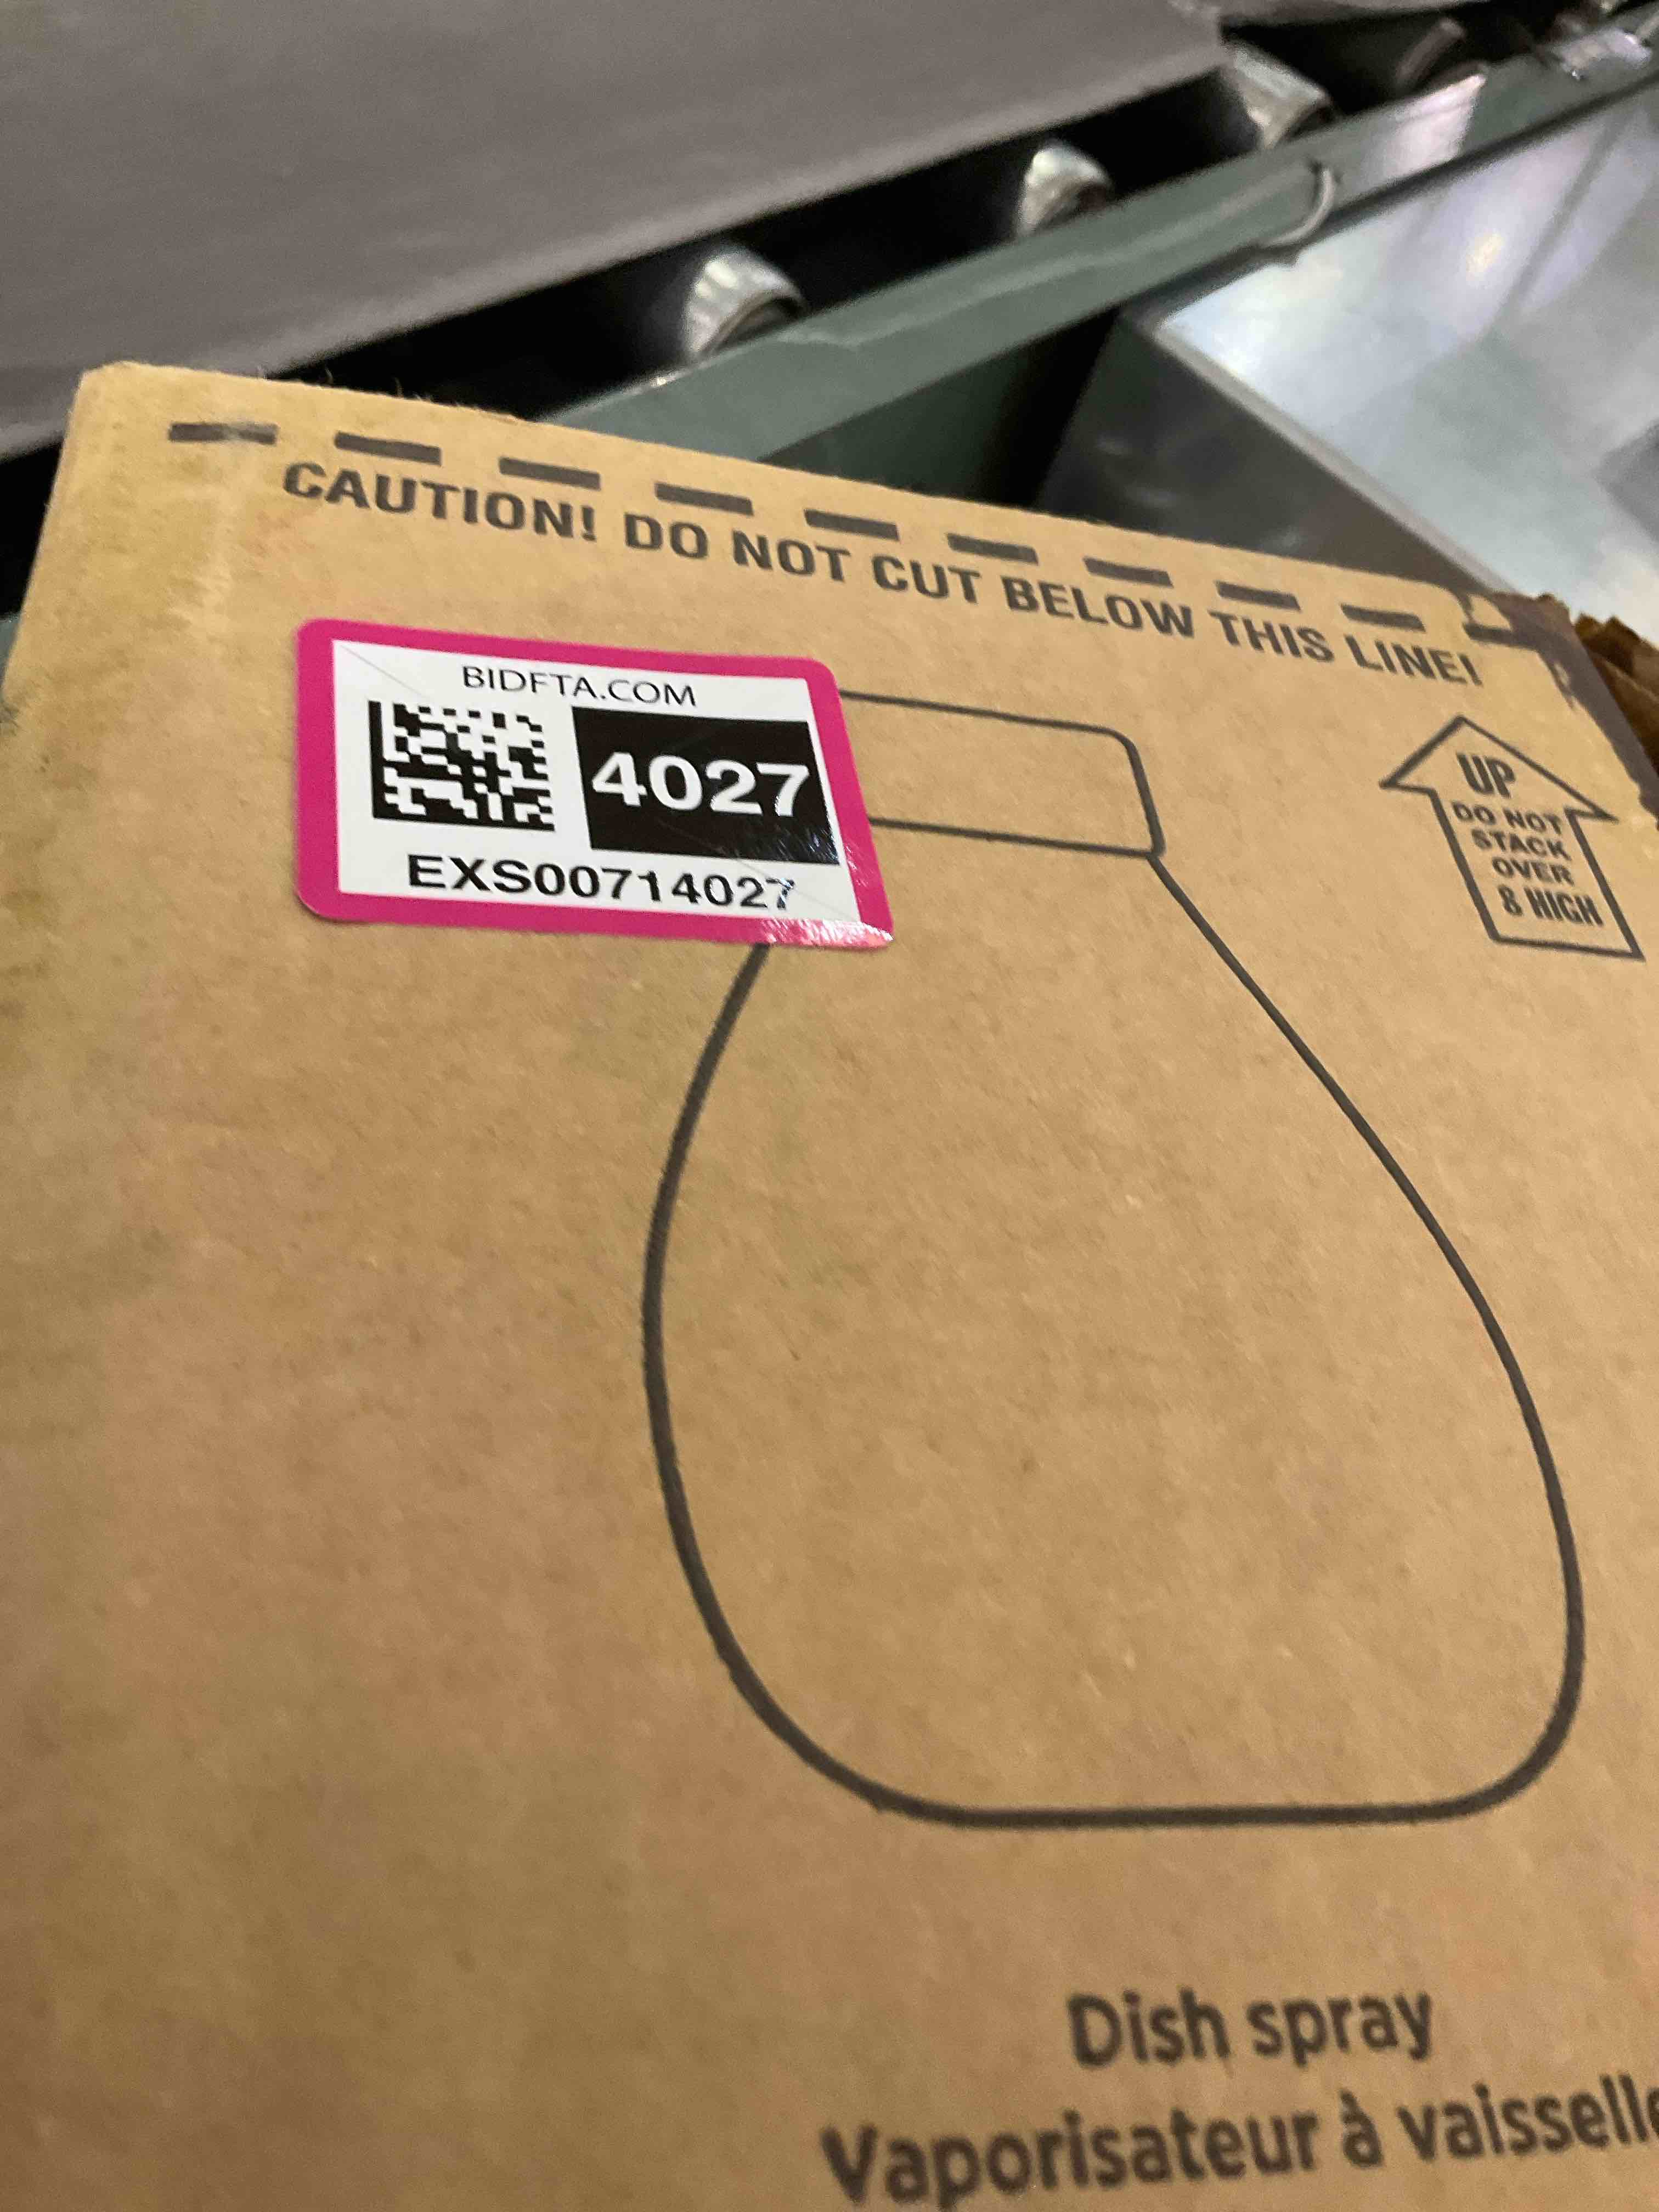 CAUTION! DO NOT CUT BELOW THIS LINE!
BIDFTA.COM
4027
EXS00714027
UP
DO NOT
STACK
OVER
8 HIGH
Dish spray
Vaporisateur à vaisselle